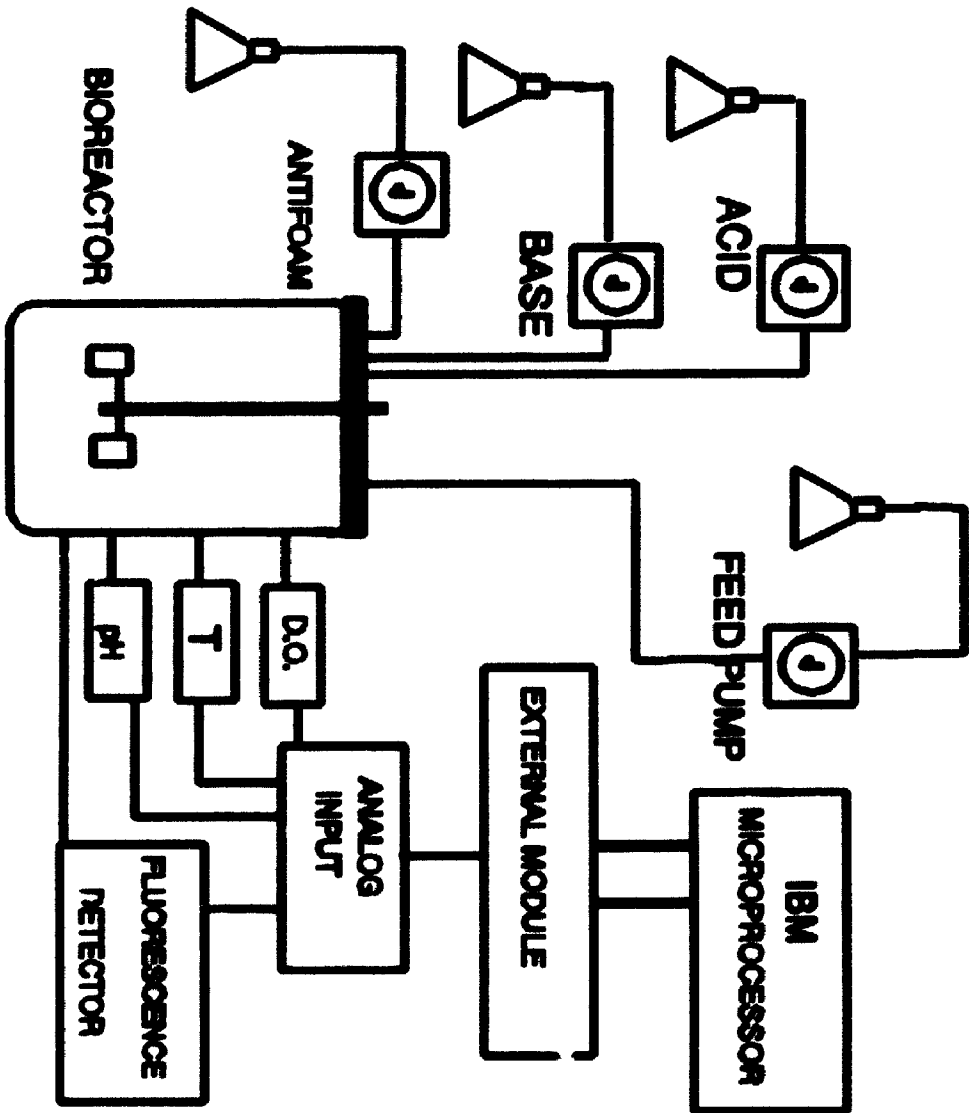 BIOREACTOR
ANTIFOAM
BASE
ACID
FEED PUMP
pH
T
D.O.
ANALOG
INPUT
EXTERNAL MODULE
IBM
MICROPROCESSOR
FLUORESCENCE
DETECTOR